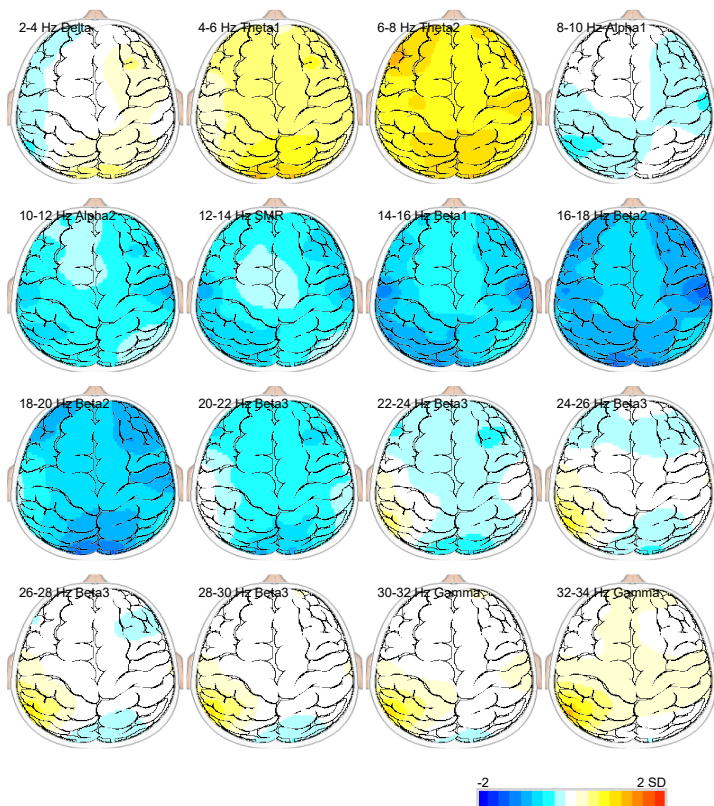 2-4 Hz Delta
4-6 Hz Theta1
6-8 Hz Theta2
8-10 Hz Alpha1
10-12 Hz Alpha2
12-14 Hz SMR
14-16 Hz Beta1
16-18 Hz Beta2
18-20 Hz Beta2
20-22 Hz Beta3
22-24 Hz Beta3
24-26 Hz Beta3
26-28 Hz Beta3
28-30 Hz Beta3
30-32 Hz Gamma
32-34 Hz Gamma
-2 2 SD